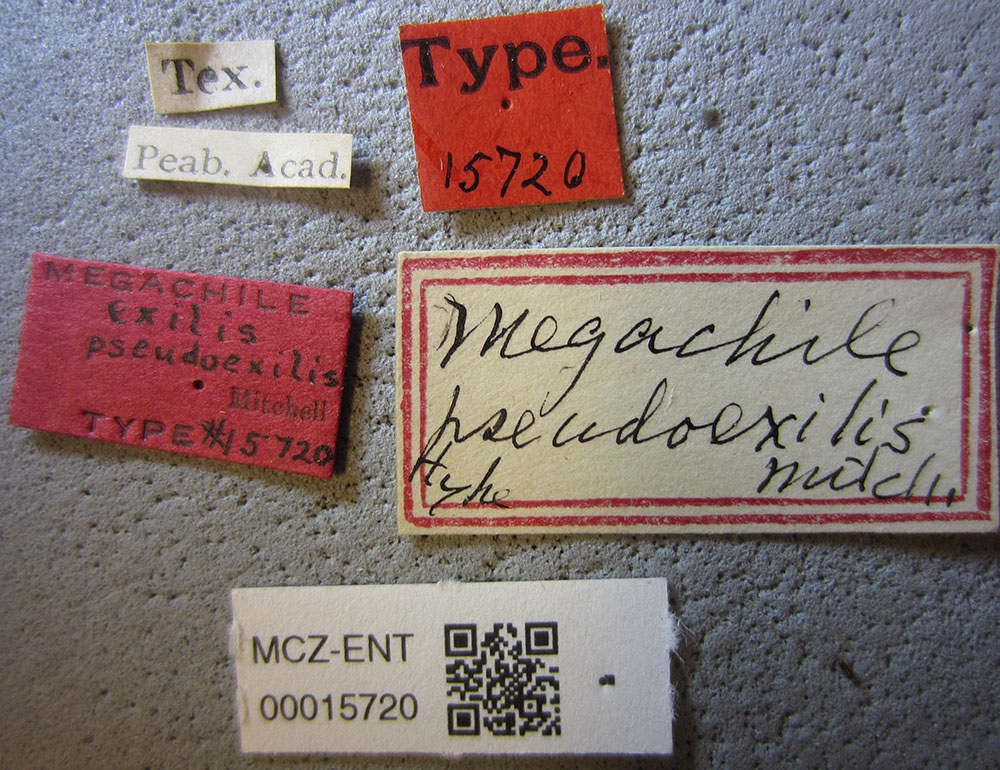 Tex.
Peab. Acad.
Type.
15720
MEGACHILE
Exilis
pseudoexilis
Mitchell
TYPE #15720
Megachile
pseudoexilis
Mitch.
Type
MCZ-ENT
00015720